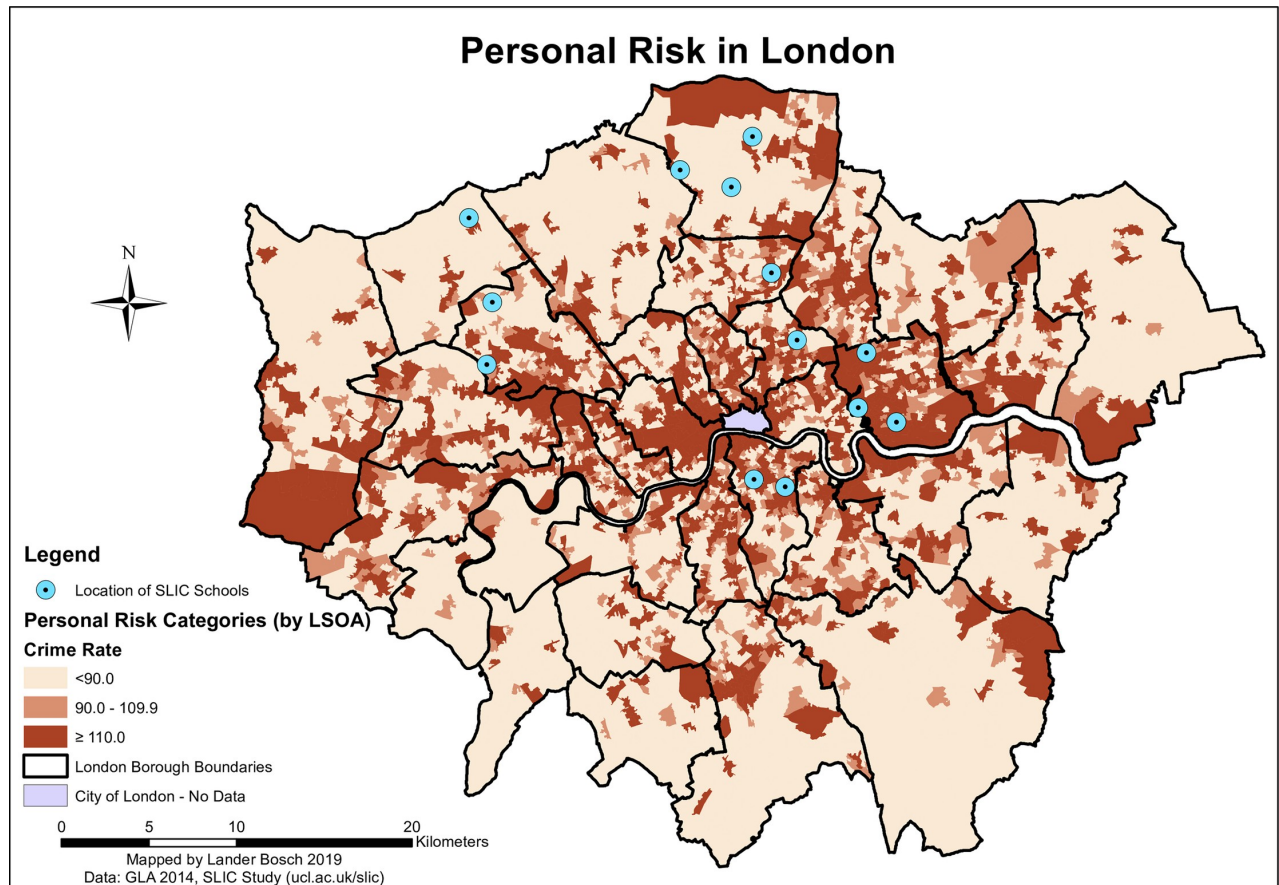 Personal Risk in London
N
Legend
Location of SLIC Schools
Personal Risk Categories (by LSOA)
Crime Rate
<90.0
90.0 - 109.9
≥ 110.0
London Borough Boundaries
City of London - No Data
0 5 10 20
Kilometers
Mapped by Lander Bosch 2019
Data: GLA 2014, SLIC Study (ucl.ac.uk/slic)